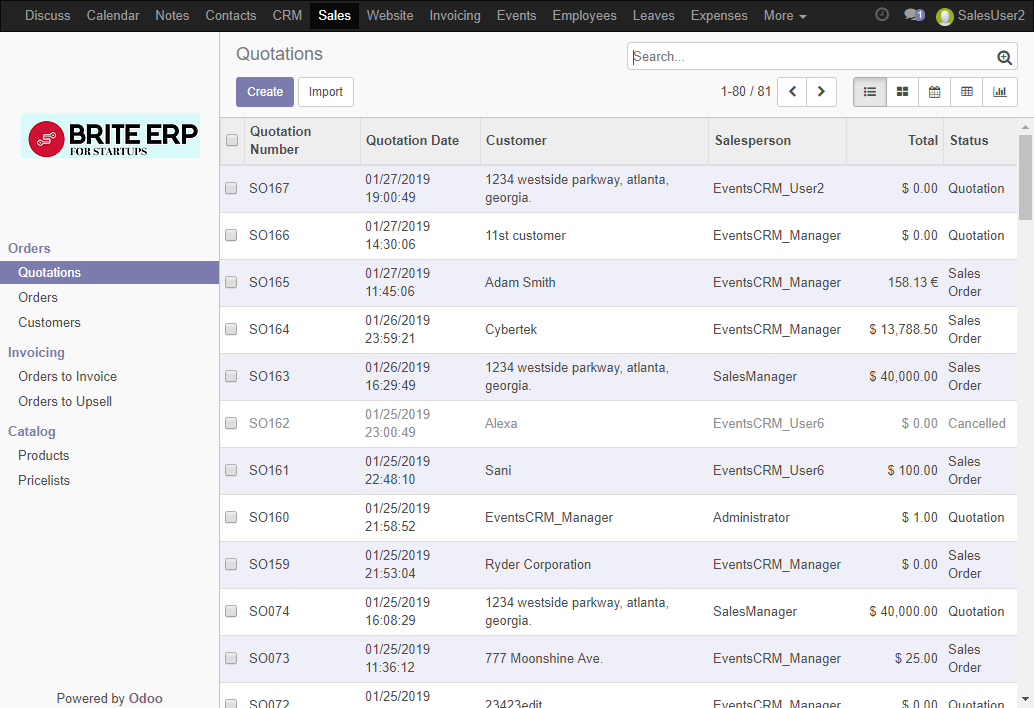 Discuss Calendar Notes Contacts CRM Sales Website Invoicing Events Employees Leaves Expenses More 1 SalesUser2
Quotations
Search...
Create Import
1-80 / 81
BRITE ERP
FOR STARTUPS
Orders
Quotations
Orders
Customers
Invoicing
Orders to Invoice
Orders to Upsell
Catalog
Products
Pricelists
Powered by Odoo
Quotation Number Quotation Date Customer Salesperson Total Status
SO167 01/27/2019 19:00:49 1234 westside parkway, atlanta, georgia. EventsCRM_User2 $ 0.00 Quotation
SO166 01/27/2019 14:30:06 11st customer EventsCRM_Manager $ 0.00 Quotation
SO165 01/27/2019 11:45:06 Adam Smith EventsCRM_Manager 158.13 € Sales Order
SO164 01/26/2019 23:59:21 Cybertek EventsCRM_Manager $ 13,788.50 Sales Order
SO163 01/26/2019 16:29:49 1234 westside parkway, atlanta, georgia. SalesManager $ 40,000.00 Sales Order
SO162 01/25/2019 23:00:49 Alexa EventsCRM_User6 $ 0.00 Cancelled
SO161 01/25/2019 22:48:10 Sani EventsCRM_User6 $ 100.00 Sales Order
SO160 01/25/2019 21:58:52 EventsCRM_Manager Administrator $ 1.00 Quotation
SO159 01/25/2019 21:53:04 Ryder Corporation EventsCRM_Manager $ 0.00 Sales Order
SO074 01/25/2019 16:08:29 1234 westside parkway, atlanta, georgia. SalesManager $ 40,000.00 Quotation
SO073 01/25/2019 11:36:12 777 Moonshine Ave. EventsCRM_Manager $ 25.00 Sales Order
SO072 01/25/2019 23423edit EventsCRM_Manager $ 0.00 Quotation